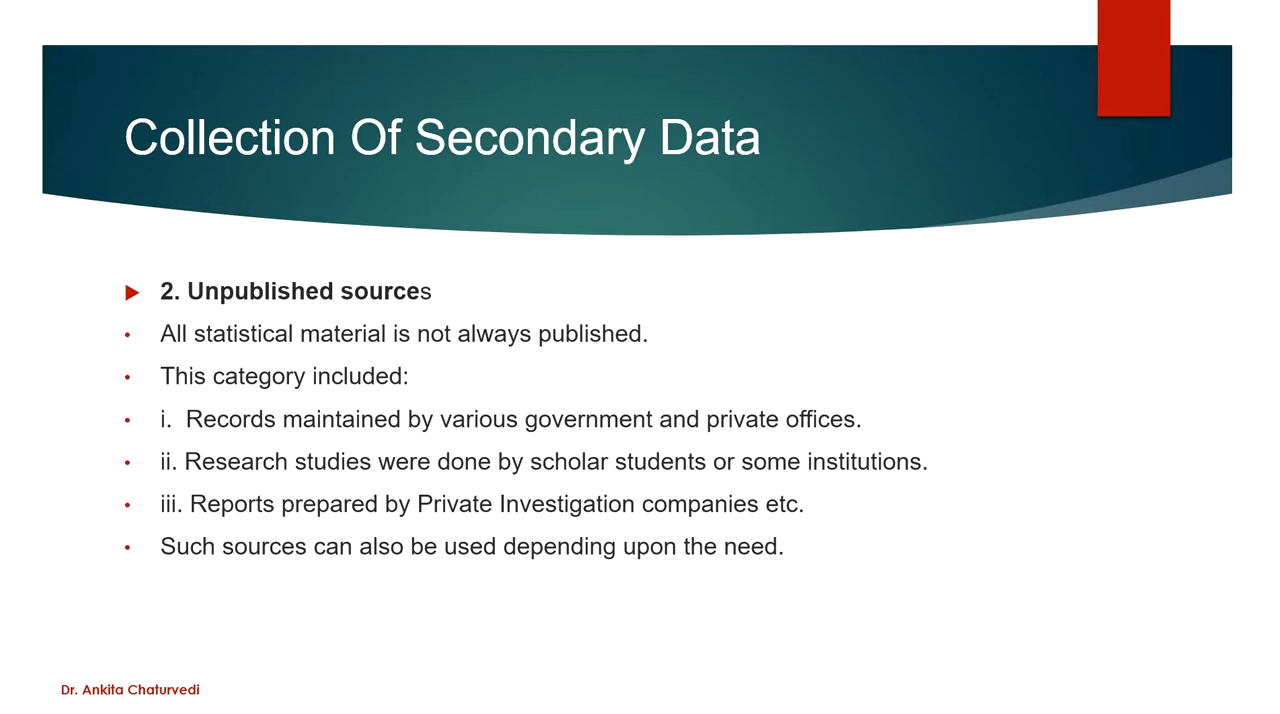 Collection Of Secondary Data
2. Unpublished sources
• All statistical material is not always published.
• This category included:
• i. Records maintained by various government and private offices.
• ii. Research studies were done by scholar students or some institutions.
• iii. Reports prepared by Private Investigation companies etc.
• Such sources can also be used depending upon the need.
Dr. Ankita Chaturvedi